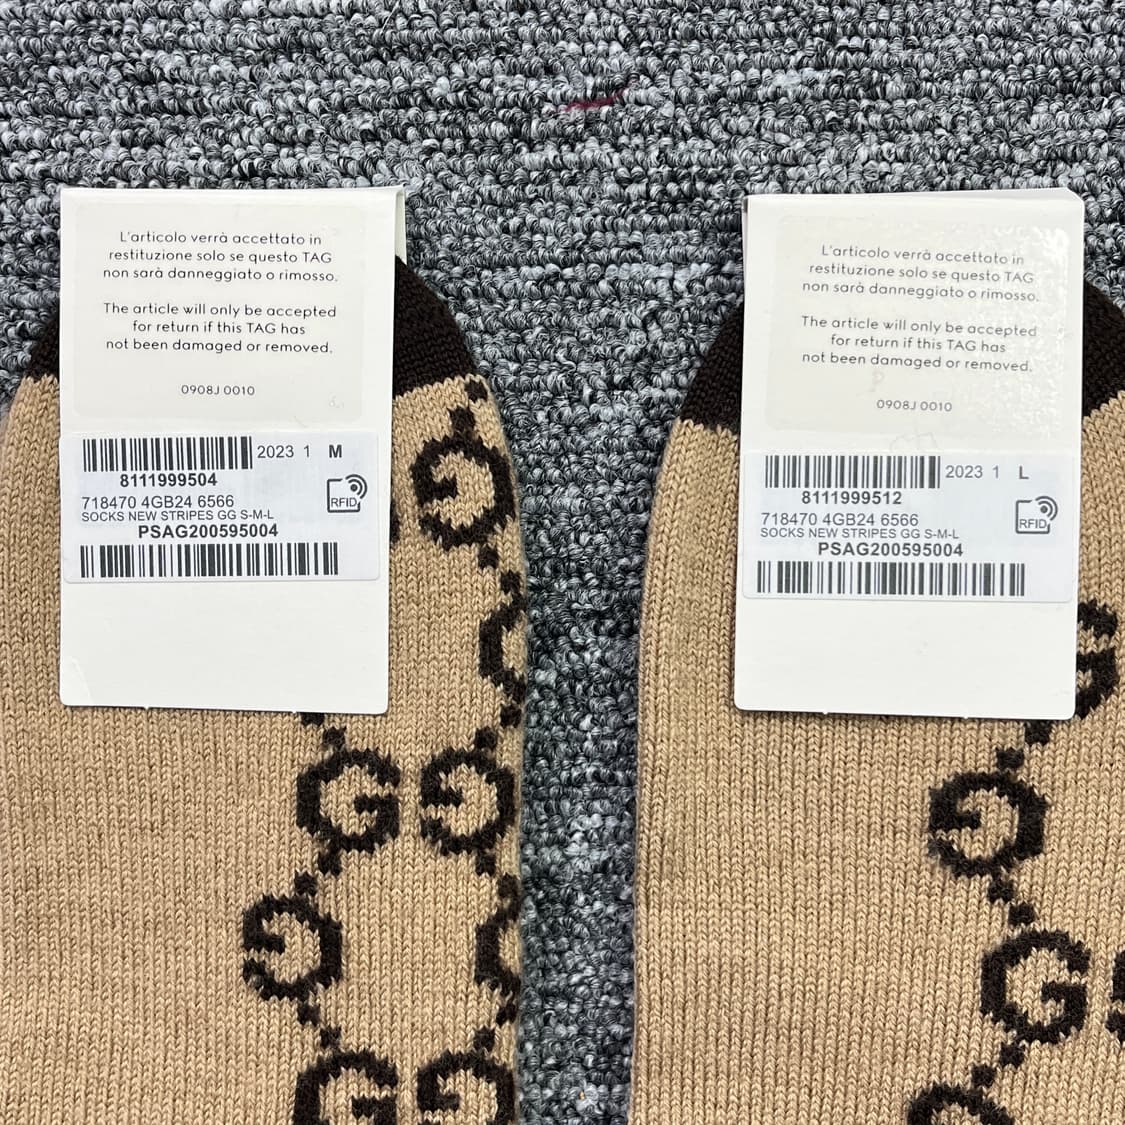 L'articolo verrà accettato in
restituzione solo se questo TAG
non sarà danneggiato o rimosso.
The article will only be accepted
for return if this TAG has
not been damaged or removed.
0908J 0010
2023 1 M
8111999504
718470 4GB24 6566
SOCKS NEW STRIPES GG S-M-L
PSAG200595004
RFID
L'articolo verrà accettato in
restituzione solo se questo TAG
non sarà danneggiato o rimosso.
The article will only be accepted
for return if this TAG has
not been damaged or removed.
0908J 0010
2023 1 L
8111999512
718470 4GB24 6566
SOCKS NEW STRIPES GG S-M-L
PSAG200595004
RFID
G G
G
G G
G
G
G